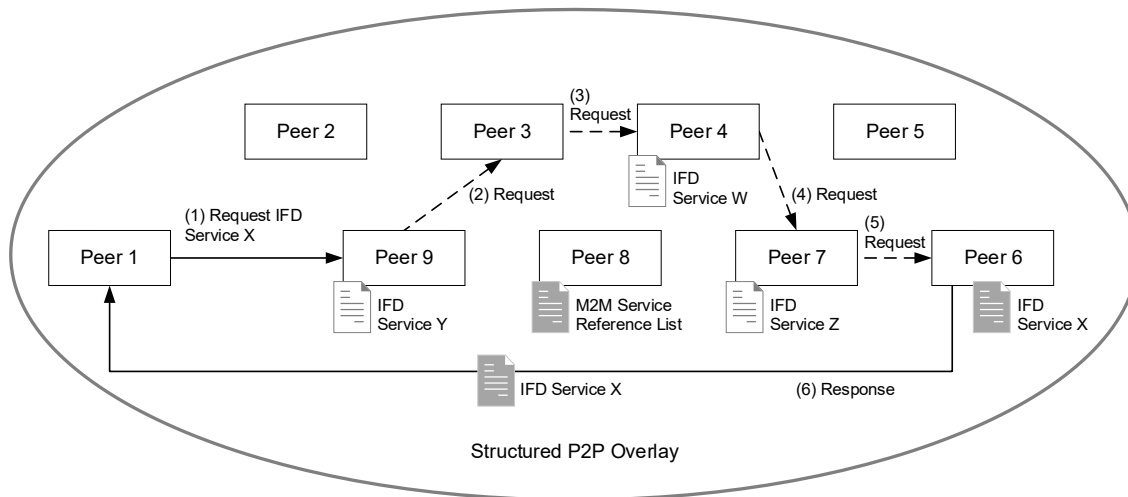 (3)
Request
Peer 2
Peer 3
Peer 4
Peer 5
IFD
Service W
(2) Request
(4) Request
(1) Request IFD
Service X
(5)
Request
Peer 1
Peer 9
Peer 8
Peer 7
Peer 6
IFD
Service Y
M2M Service
Reference List
IFD
Service Z
IFD
Service X
IFD Service X
(6) Response
Structured P2P Overlay